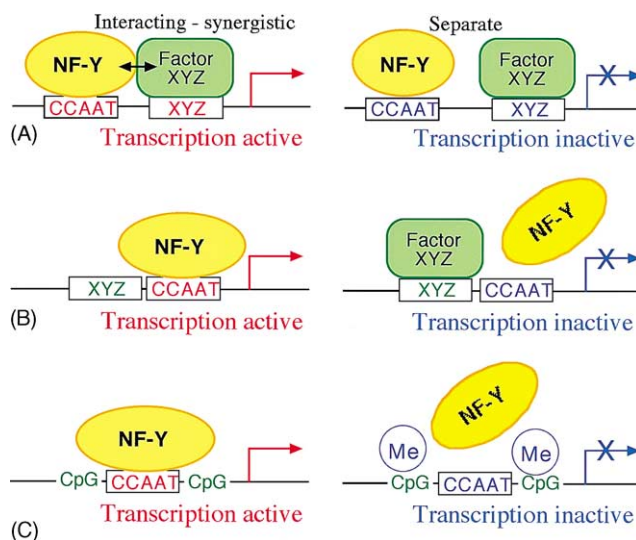 Interacting - synergistic
Separate
NF-Y
Factor
XYZ
NF-Y
Factor
XYZ
CCAAT
XYZ
CCAAT
XYZ
X
(A)
Transcription active
Transcription inactive
NF-Y
Factor
XYZ
NF-Y
XYZ
CCAAT
XYZ
CCAAT
X
(B)
Transcription active
Transcription inactive
NF-Y
NF-Y
Me
Me
CpG
CCAAT
CpG
CpG
CCAAT
CpG
X
(C)
Transcription active
Transcription inactive